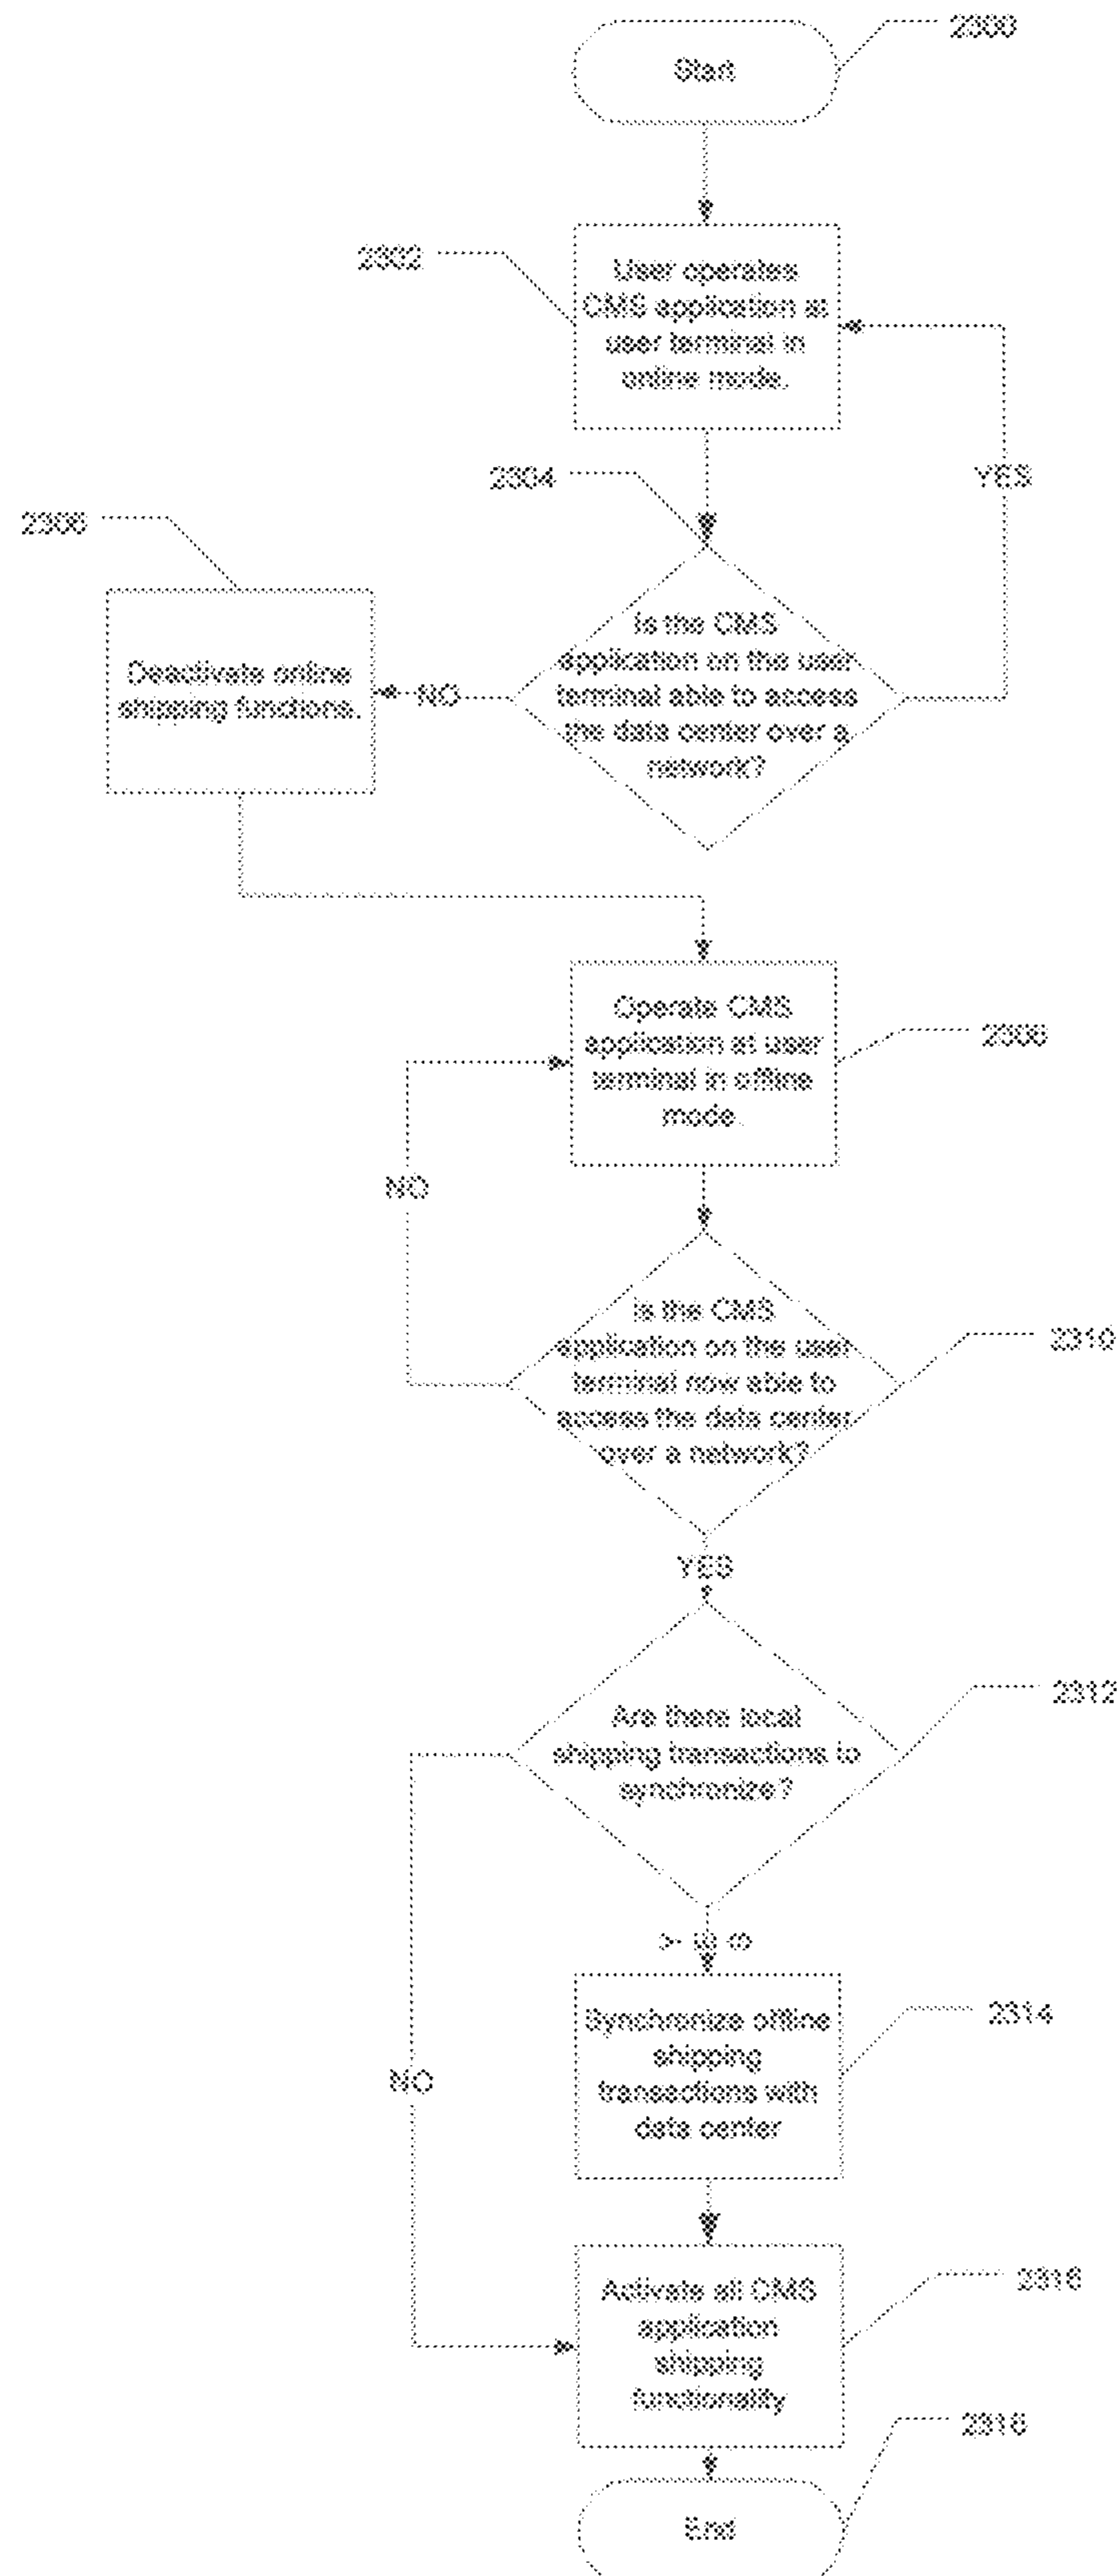 2300
Start
2302
User operates
CMS application at
user terminal in
online mode.
2304
YES
2306
Is the CMS
application on the user
terminal able to access
the data center over a
network?
Deactivate online
shipping functions.
NO
Operate CMS
application at user
terminal in offline
mode.
2308
NO
Is the CMS
application on the user
terminal now able to
access the data center
over a network?
2310
YES
2312
Are there local
shipping transactions to
synchronize?
YES
Synchronize offline
shipping
transactions with
data center
2314
NO
Activate all CMS
application
shipping
functionality
2316
2318
End